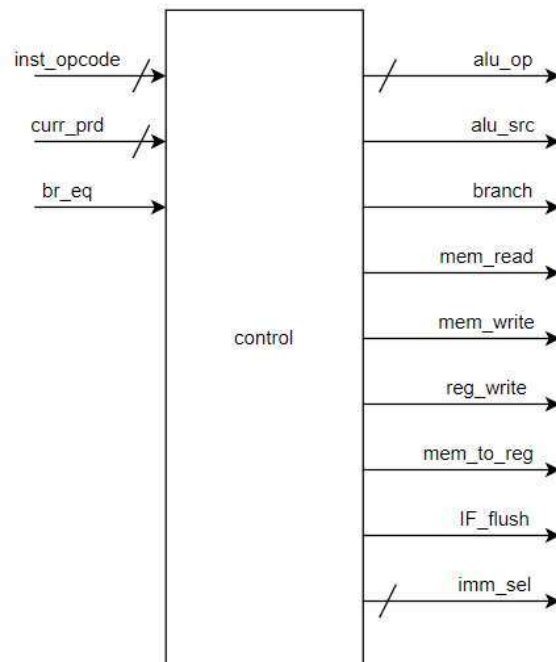 inst_opcode
curr_prd
br_eq
control
alu_op
alu_src
branch
mem_read
mem_write
reg_write
mem_to_reg
IF_flush
imm_sel